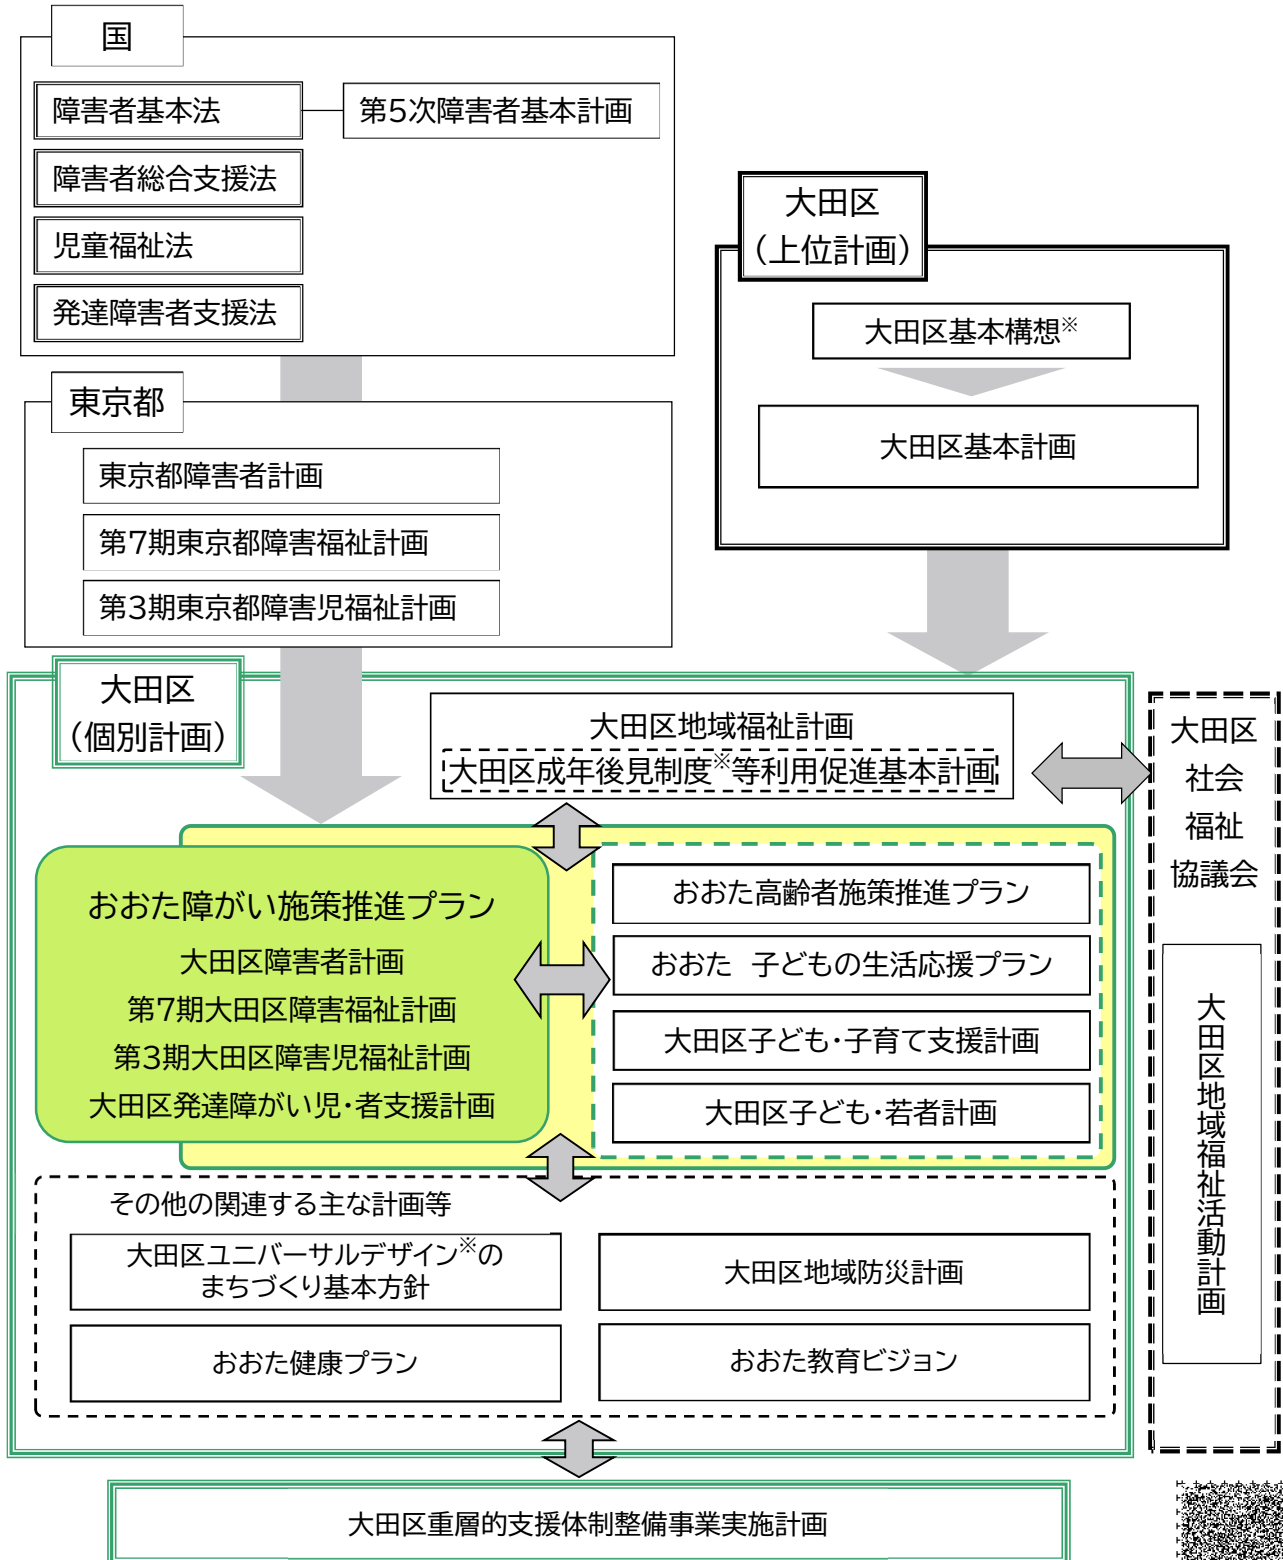 国
障害者基本法
第5次障害者基本計画
障害者総合支援法
児童福祉法
発達障害者支援法
東京都
東京都障害者計画
第7期東京都障害福祉計画
第3期東京都障害児福祉計画
大田区
(上位計画)
大田区基本構想※
大田区基本計画
大田区
(個別計画)
大田区地域福祉計画
大田区成年後見制度※等利用促進基本計画
おおた障がい施策推進プラン
大田区障害者計画
第7期大田区障害福祉計画
第3期大田区障害児福祉計画
大田区発達障がい児・者支援計画
おおた高齢者施策推進プラン
おおた 子どもの生活応援プラン
大田区子ども・子育て支援計画
大田区子ども・若者計画
その他の関連する主な計画等
大田区ユニバーサルデザイン※の
まちづくり基本方針
大田区地域防災計画
おおた健康プラン
おおた教育ビジョン
大田区
社会
福祉
協議会
大田区地域福祉活動計画
大田区重層的支援体制整備事業実施計画